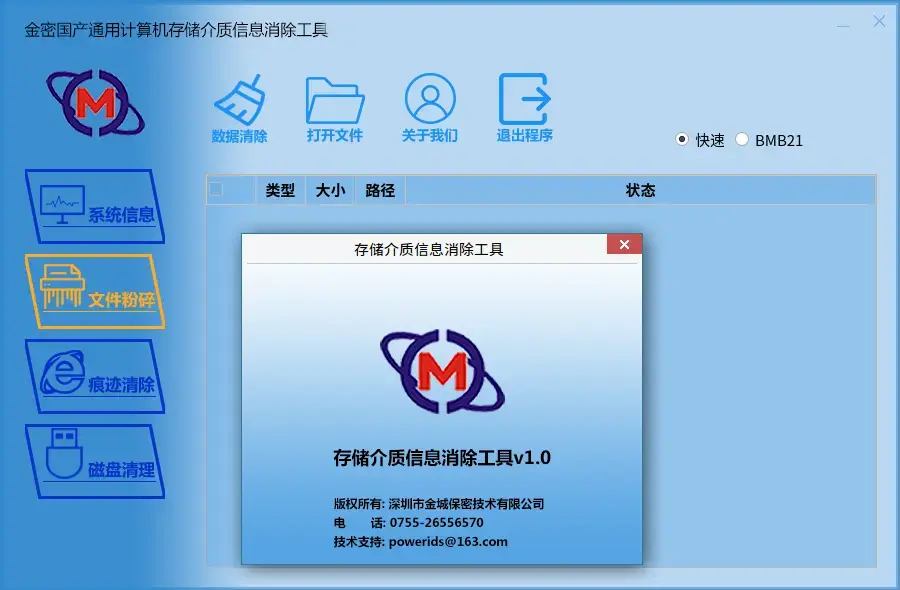 金密国产通用计算机存储介质信息消除工具
数据清除 打开文件 关于我们 退出程序
快速 BMB21
类型 大小 路径 状态
系统信息
文件粉碎
痕迹清除
磁盘清理
存储介质信息消除工具
M
M
存储介质信息消除工具v1.0
版权所有: 深圳市金城保密技术有限公司
电 话: 0755-26556570
技术支持: powerids@163.com